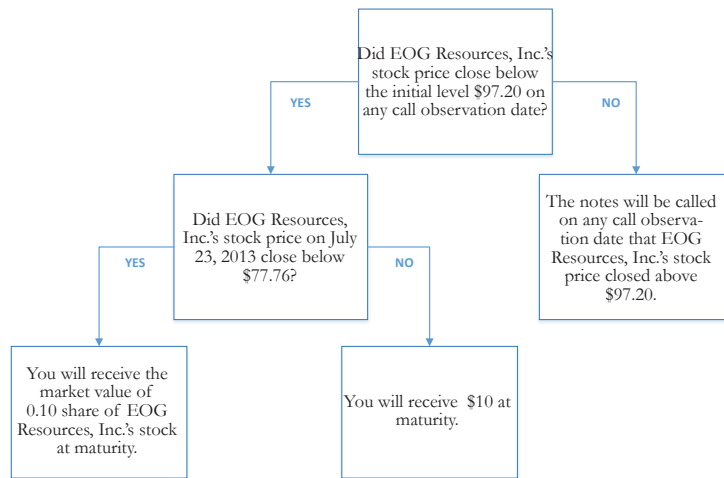 Did EOG Resources, Inc.'s
stock price close below
the initial level $97.20 on
any call observation date?
YES
NO
Did EOG Resources,
Inc.'s stock price on July
23, 2013 close below
$77.76?
The notes will be called
on any call observa-
tion date that EOG
Resources, Inc.'s stock
price closed above
$97.20.
YES
NO
You will receive the
market value of
0.10 share of EOG
Resources, Inc.'s stock
at maturity.
You will receive $10 at
maturity.